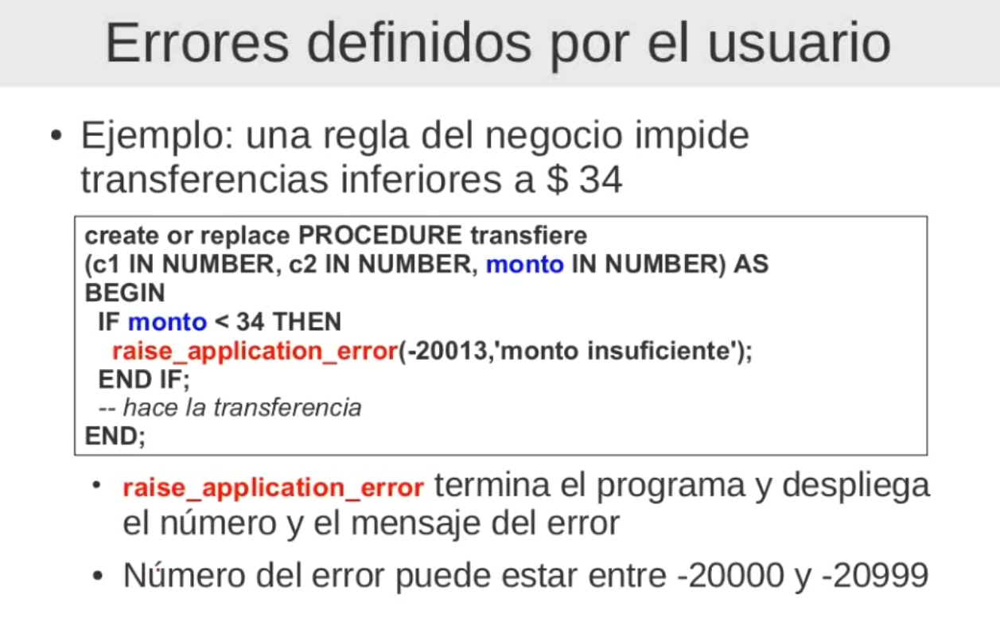 Errores definidos por el usuario
• Ejemplo: una regla del negocio impide
transferencias inferiores a $ 34
create or replace PROCEDURE transfiere
(c1 IN NUMBER, c2 IN NUMBER, monto IN NUMBER) AS
BEGIN
IF monto < 34 THEN
raise_application_error(-20013,'monto insuficiente');
END IF;
-- hace la transferencia
END;
• raise_application_error termina el programa y despliega
el número y el mensaje del error
• Número del error puede estar entre -20000 y -20999